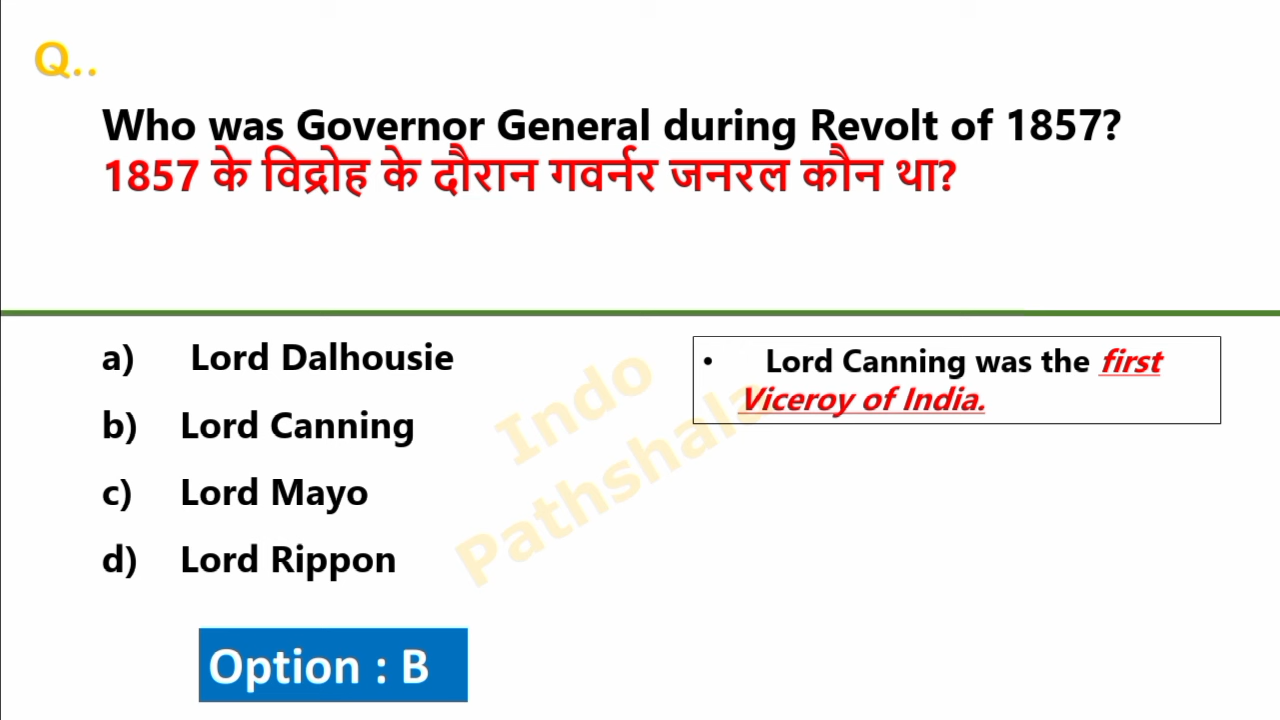 Q..
Who was Governor General during Revolt of 1857?
1857 के विद्रोह के दौरान गवर्नर जनरल कौन था?
a) Lord Dalhousie
b) Lord Canning
c) Lord Mayo
d) Lord Rippon
• Lord Canning was the first
Viceroy of India.
Indo
Pathshala
Option : B